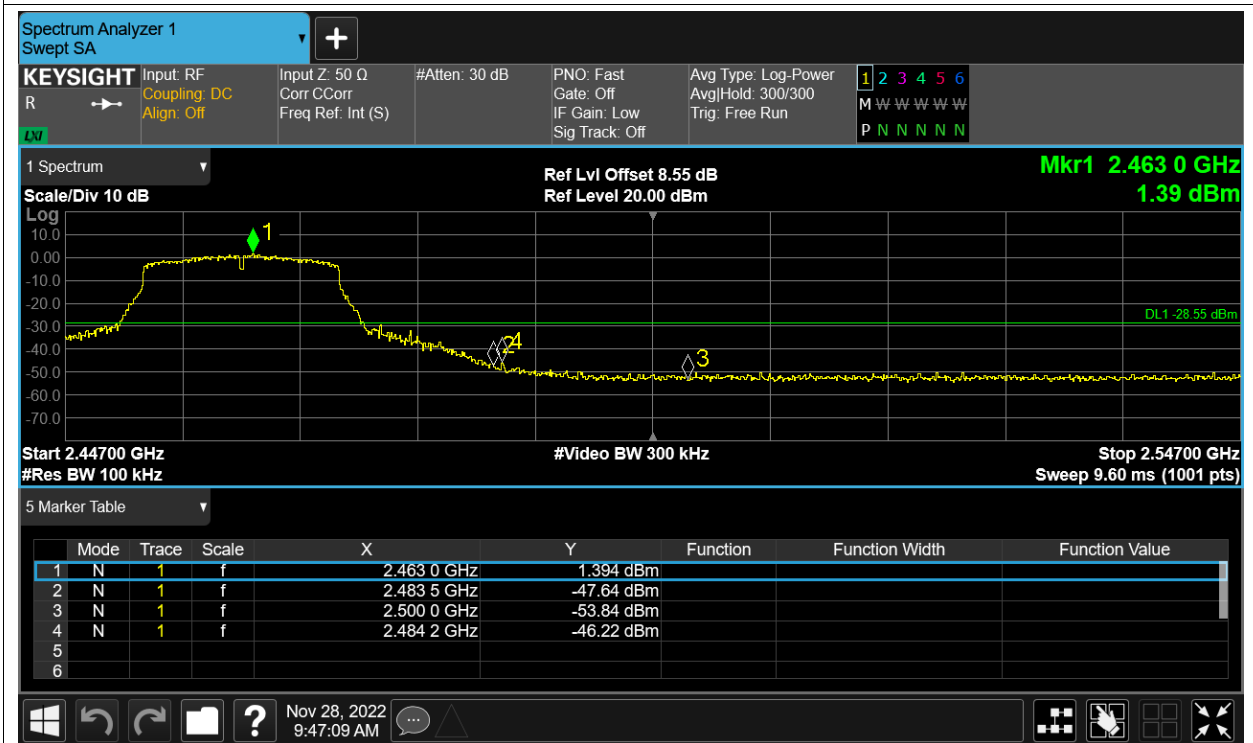 Spectrum Analyzer 1
Swept SA
KEYSIGHT
R
LXI
Input: RF
Coupling: DC
Align: Off
Input Z: 50 Ω
Corr CCorr
Freq Ref: Int (S)
#Atten: 30 dB
PNO: Fast
Gate: Off
IF Gain: Low
Sig Track: Off
Avg Type: Log-Power
Avg|Hold: 300/300
Trig: Free Run
1 2 3 4 5 6
M W W W W W
P N N N N N
1 Spectrum
Scale/Div 10 dB
Ref Lvl Offset 8.55 dB
Ref Level 20.00 dBm
Mkr1 2.463 0 GHz
1.39 dBm
Log
10.0
0.00
-10.0
-20.0
-30.0
-40.0
-50.0
-60.0
-70.0
1
2
4
3
DL1 -28.55 dBm
Start 2.44700 GHz
#Res BW 100 kHz
#Video BW 300 kHz
Stop 2.54700 GHz
Sweep 9.60 ms (1001 pts)
5 Marker Table
Mode Trace Scale X Y Function Function Width Function Value
1 N 1 f 2.463 0 GHz 1.394 dBm
2 N 1 f 2.483 5 GHz -47.64 dBm
3 N 1 f 2.500 0 GHz -53.84 dBm
4 N 1 f 2.484 2 GHz -46.22 dBm
5
6
?
Nov 28, 2022
9:47:09 AM